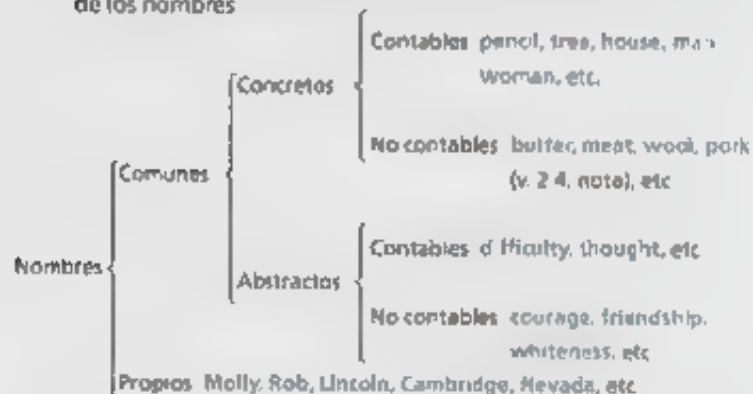 de los nombres
Contables pencil, tree, house, man
woman, etc.
Concretos
No contables butter, meat, wool, pork
(v. 2 4, nota), etc
Comunes
Contables d fficulty, thought, etc
Abstractos
No contables courage, friendship,
whiteness, etc
Nombres
Propios Molly, Rob, Lincoln, Cambridge, Nevada, etc